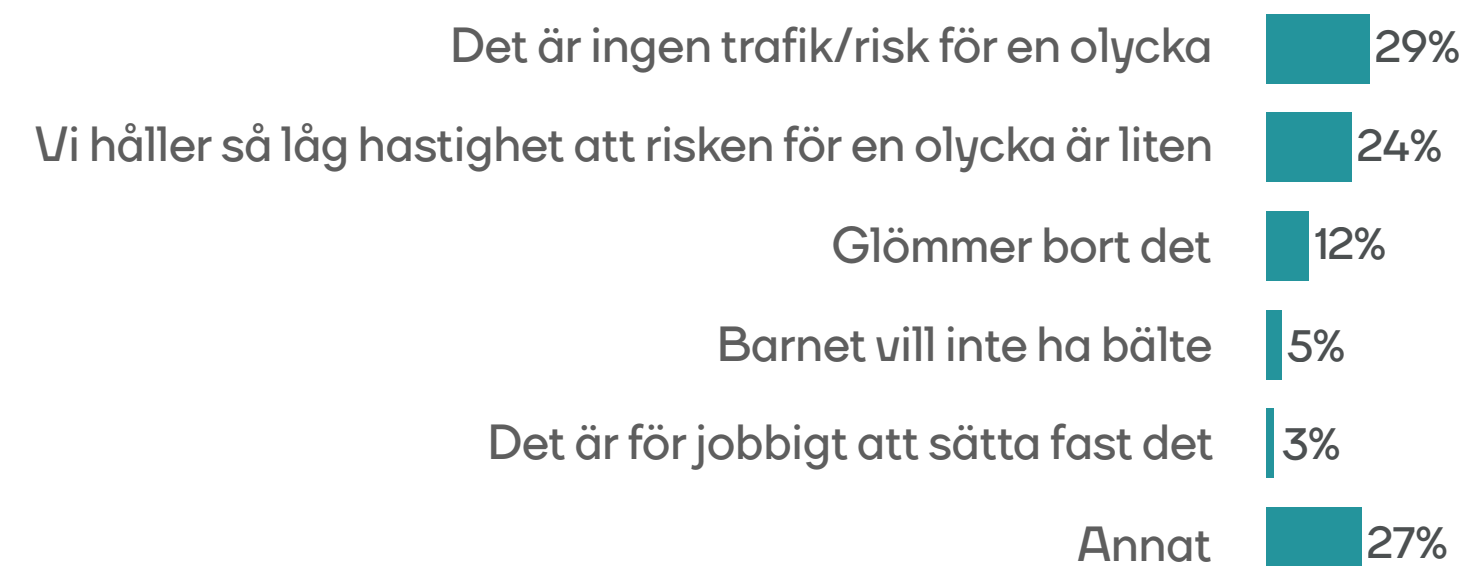 Det är ingen trafik/risk för en olycka 29%
Vi håller så låg hastighet att risken för en olycka är liten 24%
Glömmer bort det 12%
Barnet vill inte ha bälte 5%
Det är för jobbigt att sätta fast det 3%
Annat 27%